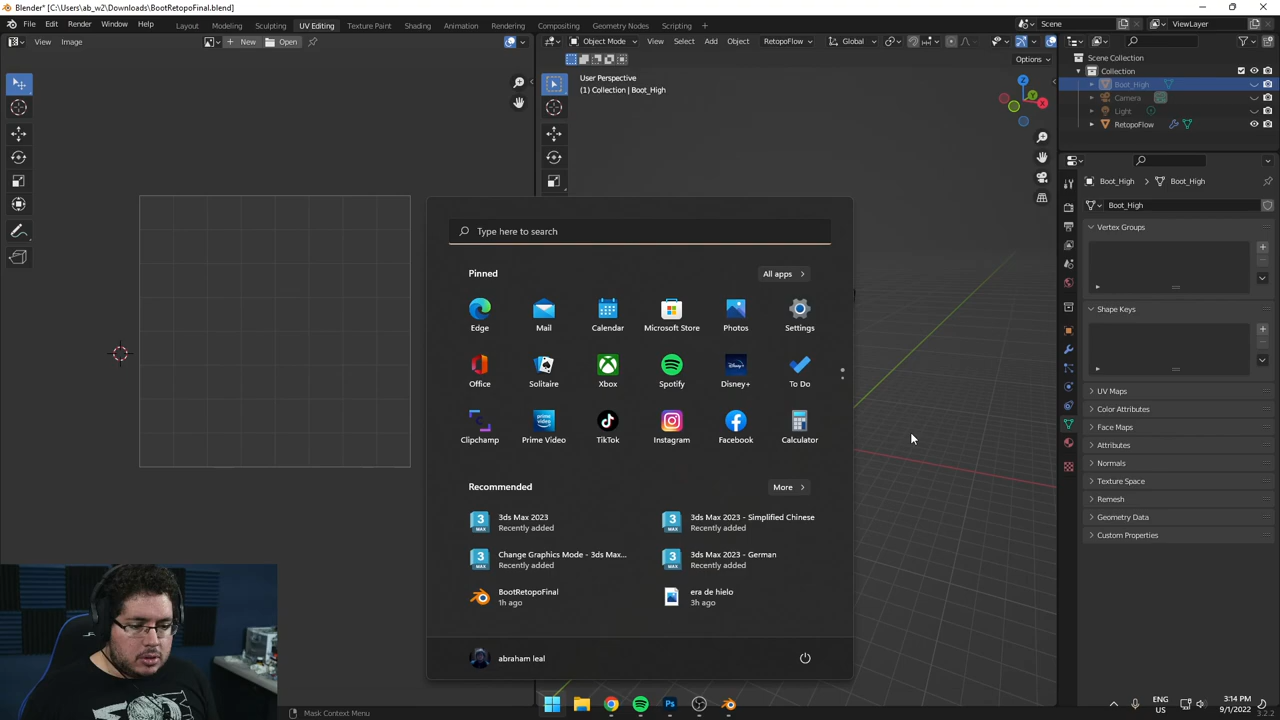 Blender* [C:\Users\ab_w2\Downloads\BootRetopoFinal.blend]
File Edit Render Window Help Layout Modeling Sculpting UV Editing Texture Paint Shading Animation Rendering Compositing Geometry Nodes Scripting + Scene ViewLayer
View Image New Open Object Mode View Select Add Object RetopoFlow Global
Options
User Perspective
(1) Collection | Boot_High
Scene Collection
Collection
Boot_High
Camera
Light
RetopoFlow
Z
Y
X
Boot_High Boot_High
Boot_High
Vertex Groups
Shape Keys
UV Maps
Color Attributes
Face Maps
Attributes
Normals
Texture Space
Remesh
Geometry Data
Custom Properties
Type here to search
Pinned
All apps
Edge Mail Calendar Microsoft Store Photos Settings
Office Solitaire Xbox Spotify Disney+ To Do
Clipchamp Prime Video TikTok Instagram Facebook Calculator
Recommended
More
3ds Max 2023
Recently added
3ds Max 2023 - Simplified Chinese
Recently added
Change Graphics Mode - 3ds Max...
Recently added
3ds Max 2023 - German
Recently added
BootRetopoFinal
1h ago
era de hielo
3h ago
abraham leal
Mask Context Menu
ENG
US
3:14 PM
9/1/2022